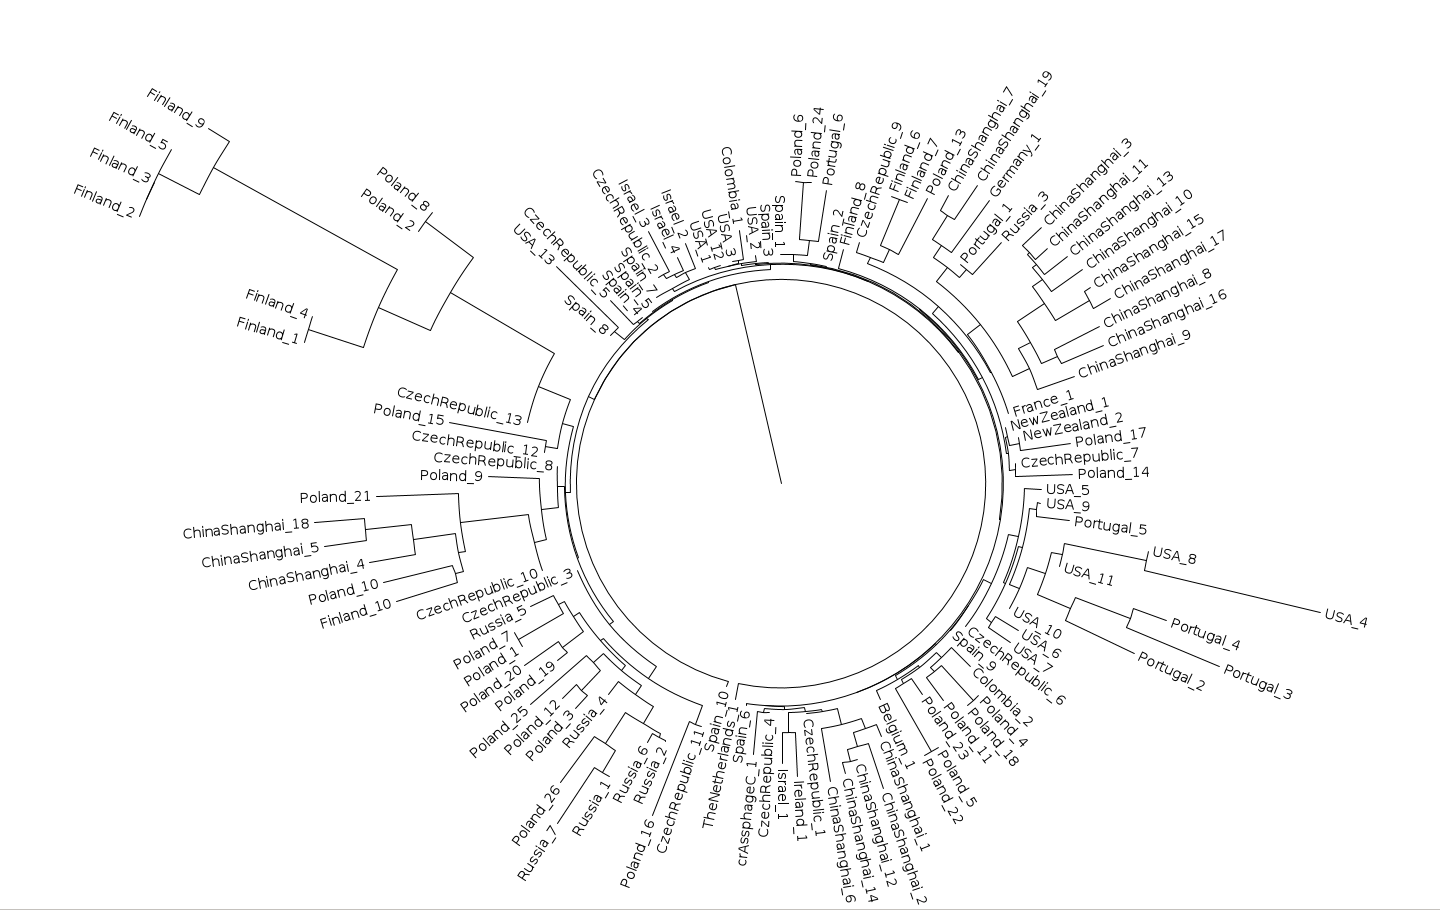 Finland_9
Finland_5
Finland_3
Finland_2
Poland_8
Poland_2
Finland_4
Finland_1
CzechRepublic_13
Poland_15
CzechRepublic_12
CzechRepublic_8
Poland_9
Poland_21
ChinaShanghai_18
ChinaShanghai_5
ChinaShanghai_4
Poland_10
Finland_10
CzechRepublic_10
CzechRepublic_3
Russia_5
Poland_7
Poland_1
Poland_20
Poland_19
Poland_25
Poland_12
Poland_3
Russia_4
Poland_26
Russia_7
Russia_1
Russia_6
Russia_2
Poland_16
CzechRepublic_11
Spain_10
TheNetherlands_1
Spain_6
crAssphageC_1
CzechRepublic_4
Israel_1
Ireland_1
CzechRepublic_1
ChinaShanghai_6
ChinaShanghai_14
ChinaShanghai_12
ChinaShanghai_2
ChinaShanghai_1
Belgium_1
Poland_22
Poland_5
Poland_23
Poland_11
Poland_18
Poland_4
Colombia_2
Spain_9
CzechRepublic_6
USA_7
USA_6
USA_10
Portugal_2
Portugal_3
Portugal_4
USA_11
USA_4
USA_8
Portugal_5
USA_9
USA_5
Poland_14
CzechRepublic_7
Poland_17
NewZealand_2
NewZealand_1
France_1
ChinaShanghai_9
ChinaShanghai_16
ChinaShanghai_8
ChinaShanghai_17
ChinaShanghai_15
ChinaShanghai_10
ChinaShanghai_13
ChinaShanghai_11
ChinaShanghai_3
Russia_3
Portugal_1
Germany_1
ChinaShanghai_19
ChinaShanghai_7
Poland_13
Finland_7
Finland_6
CzechRepublic_9
Finland_8
Spain_2
Portugal_6
Poland_24
Poland_6
Spain_1
Spain_3
USA_2
Colombia_1
USA_3
USA_12
USA_1
Israel_2
Israel_4
Israel_3
CzechRepublic_2
Spain_7
Spain_5
Spain_4
CzechRepublic_5
USA_13
Spain_8